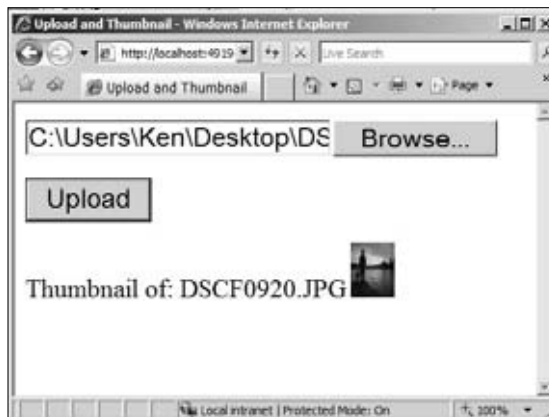 Upload and Thumbnail - Windows Internet Explorer
http://localhost:4919
Live Search
Upload and Thumbnail
Page
C:\Users\Ken\Desktop\DS
Browse...
Upload
Thumbnail of: DSCF0920.JPG
Local intranet | Protected Mode: On
100%